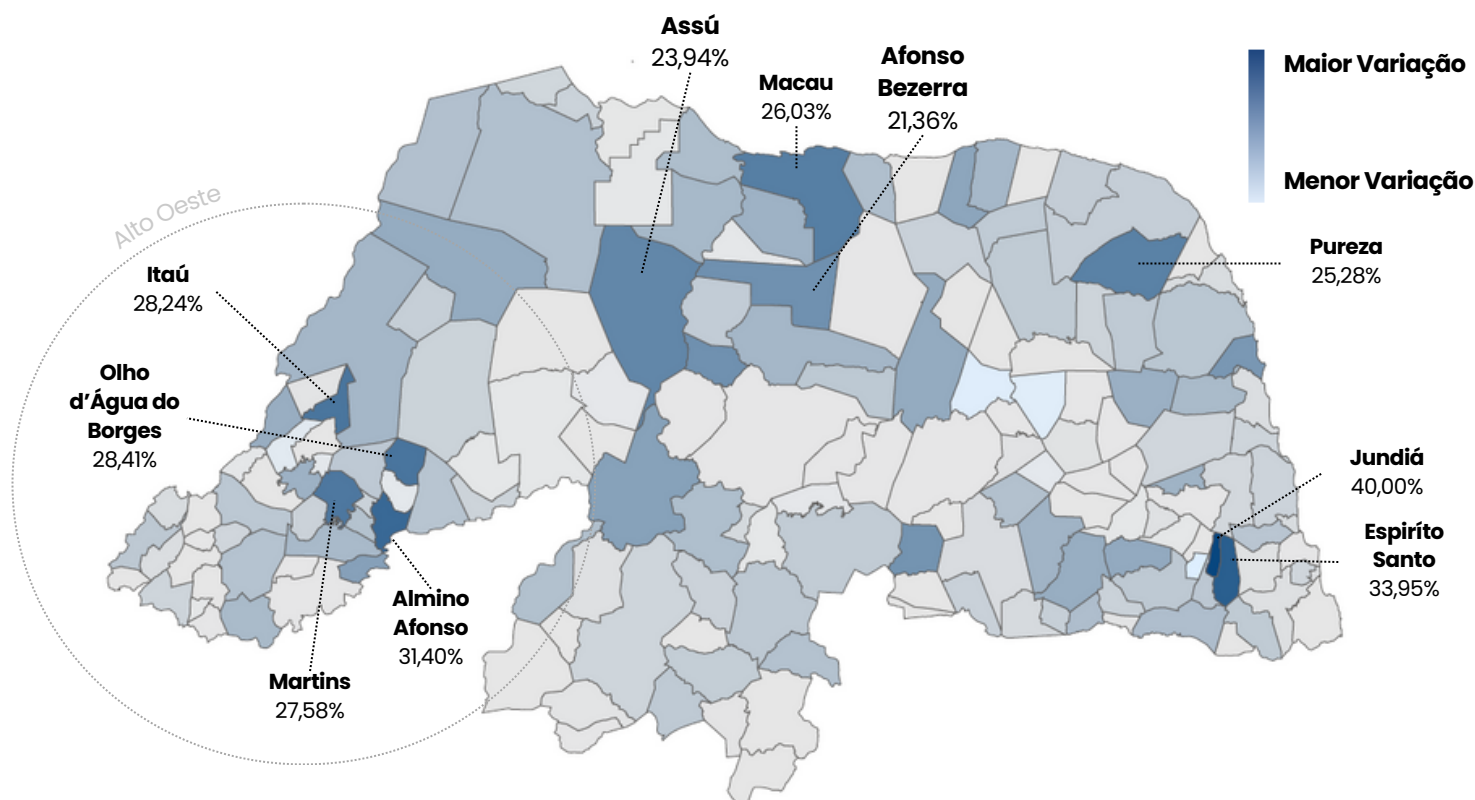 Assú
23,94%
Macau
26,03%
Afonso
Bezerra
21,36%
Maior Variação
Menor Variação
Alto Oeste
Itaú
28,24%
Pureza
25,28%
Olho
d'Água do
Borges
28,41%
Jundiá
40,00%
Espiríto
Santo
33,95%
Almino
Afonso
31,40%
Martins
27,58%